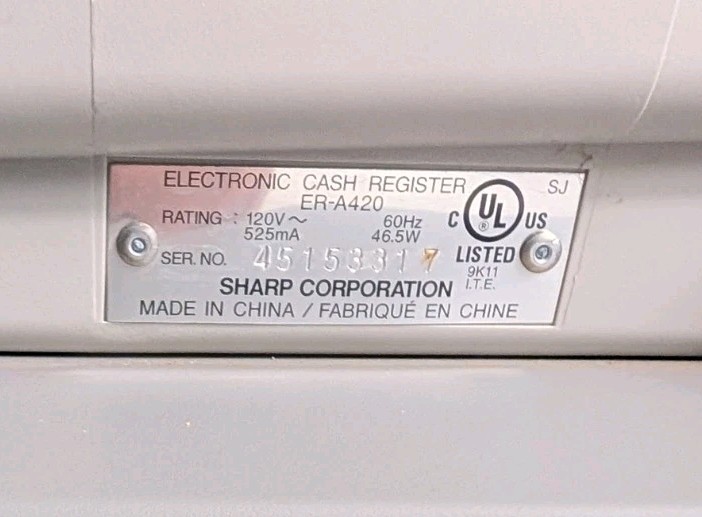 ELECTRONIC CASH REGISTER SJ
ER-A420
RATING : 120V～ 60Hz
525mA 46.5W
C UL® US
LISTED
9K11
I.T.E.
SER. NO. 45153317
SHARP CORPORATION
MADE IN CHINA / FABRIQUÉ EN CHINE